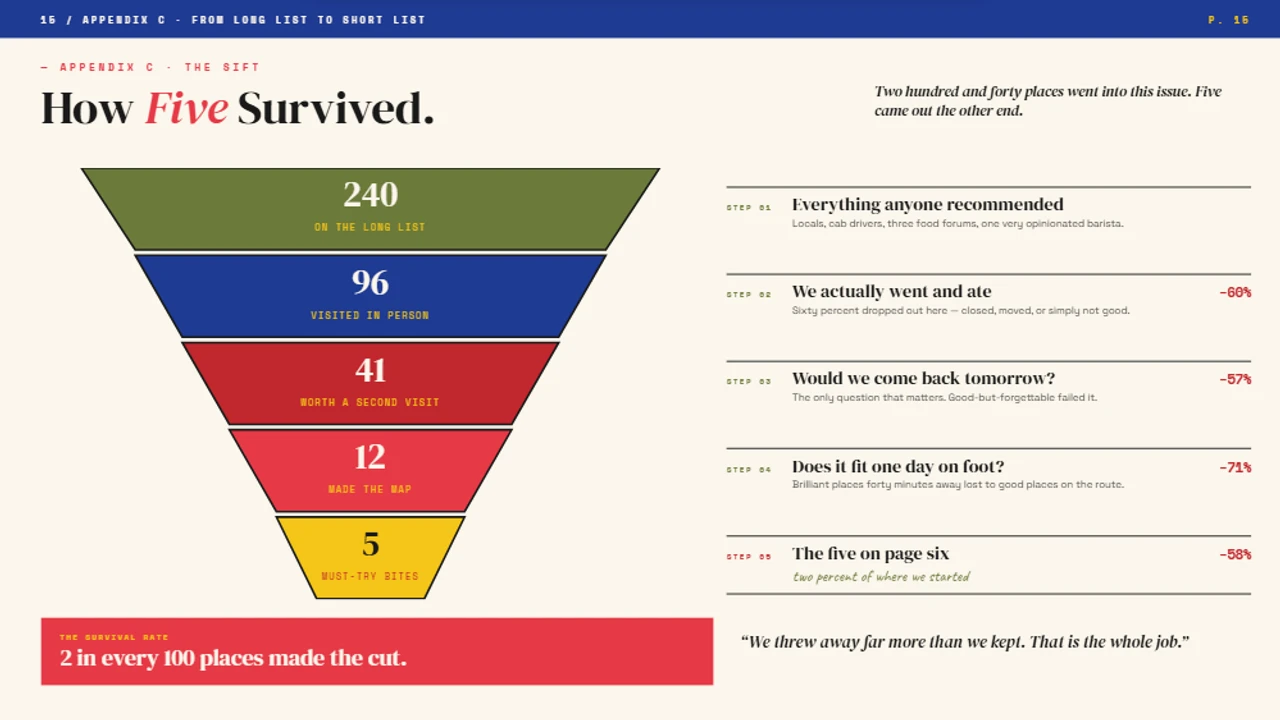 15 / APPENDIX C · FROM LONG LIST TO SHORT LIST
P. 15
— APPENDIX C · THE SIFT
How Five Survived.
Two hundred and forty places went into this issue. Five
came out the other end.
240
ON THE LONG LIST
96
VISITED IN PERSON
41
WORTH A SECOND VISIT
12
MADE THE MAP
5
MUST-TRY BITES
STEP 01
Everything anyone recommended
Locals, cab drivers, three food forums, one very opinionated barista.
STEP 02
We actually went and ate
−60%
Sixty percent dropped out here — closed, moved, or simply not good.
STEP 03
Would we come back tomorrow?
−57%
The only question that matters. Good-but-forgettable failed it.
STEP 04
Does it fit one day on foot?
−71%
Brilliant places forty minutes away lost to good places on the route.
STEP 05
The five on page six
−58%
two percent of where we started
THE SURVIVAL RATE
2 in every 100 places made the cut.
“We threw away far more than we kept. That is the whole job.”